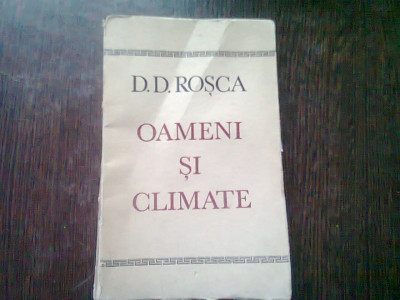 D.D. ROȘCA
OAMENI
ȘI
CLIMATE